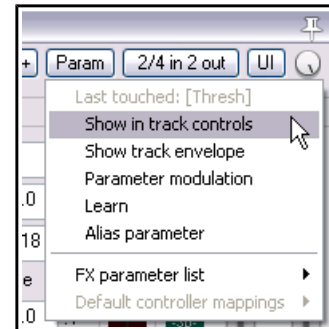 + Param 2/4 in 2 out UI
Last touched: [Thresh]
Show in track controls
Show track envelope
Parameter modulation
.0 Learn
18 Alias parameter
e FX parameter list
.0 Default controller mappings